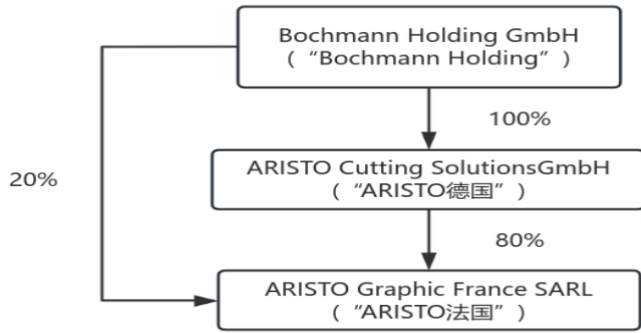 Bochmann Holding GmbH
（“Bochmann Holding”）
100%
ARISTO Cutting SolutionsGmbH
（“ARISTO德国”）
20%
80%
ARISTO Graphic France SARL
（“ARISTO法国”）